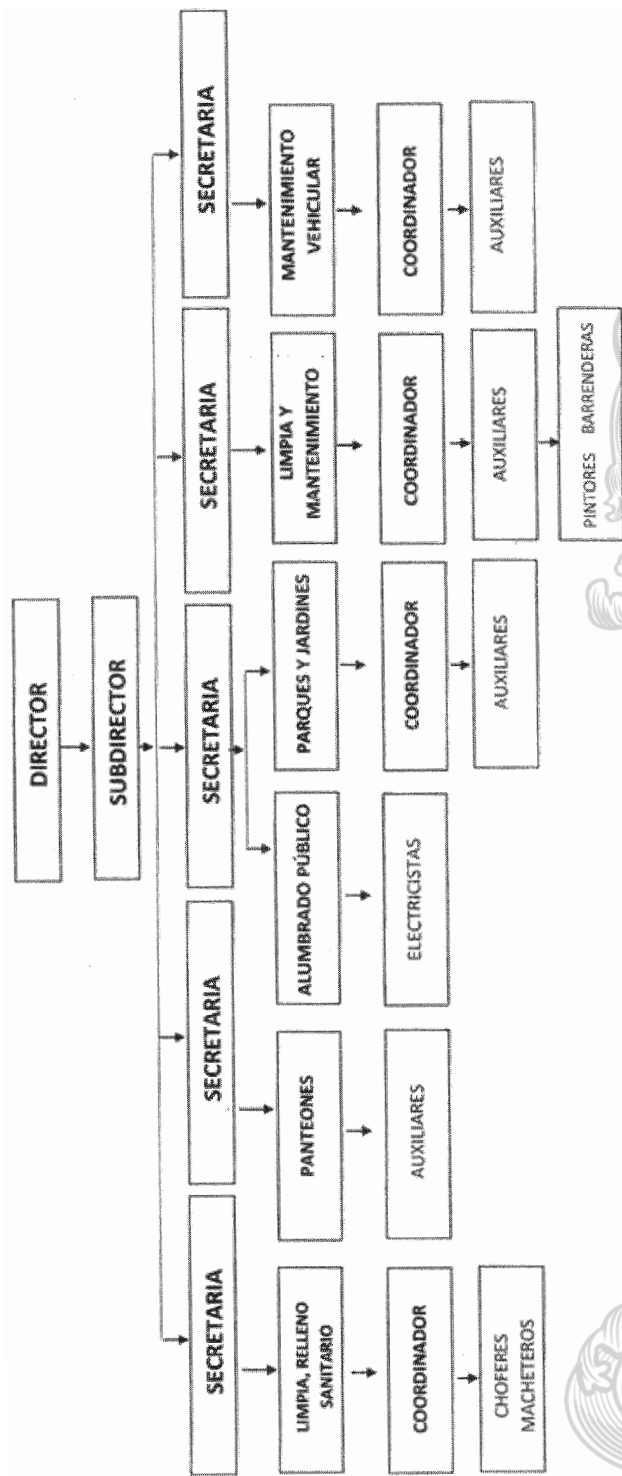 DIRECTOR
SUBDIRECTOR
SECRETARIA
SECRETARIA
SECRETARIA
SECRETARIA
SECRETARIA
LIMPIA, RELLENO
SANITARIO
PANTEONES
ALUMBRADO PÚBLICO
PARQUES Y JARDINES
LIMPIA Y
MANTENIMIENTO
MANTENIMIENTO
VEHICULAR
COORDINADOR
AUXILIARES
ELECTRICISTAS
COORDINADOR
COORDINADOR
COORDINADOR
CHOFERES
MACHETEROS
AUXILIARES
AUXILIARES
AUXILIARES
PINTORES BARRENDERAS